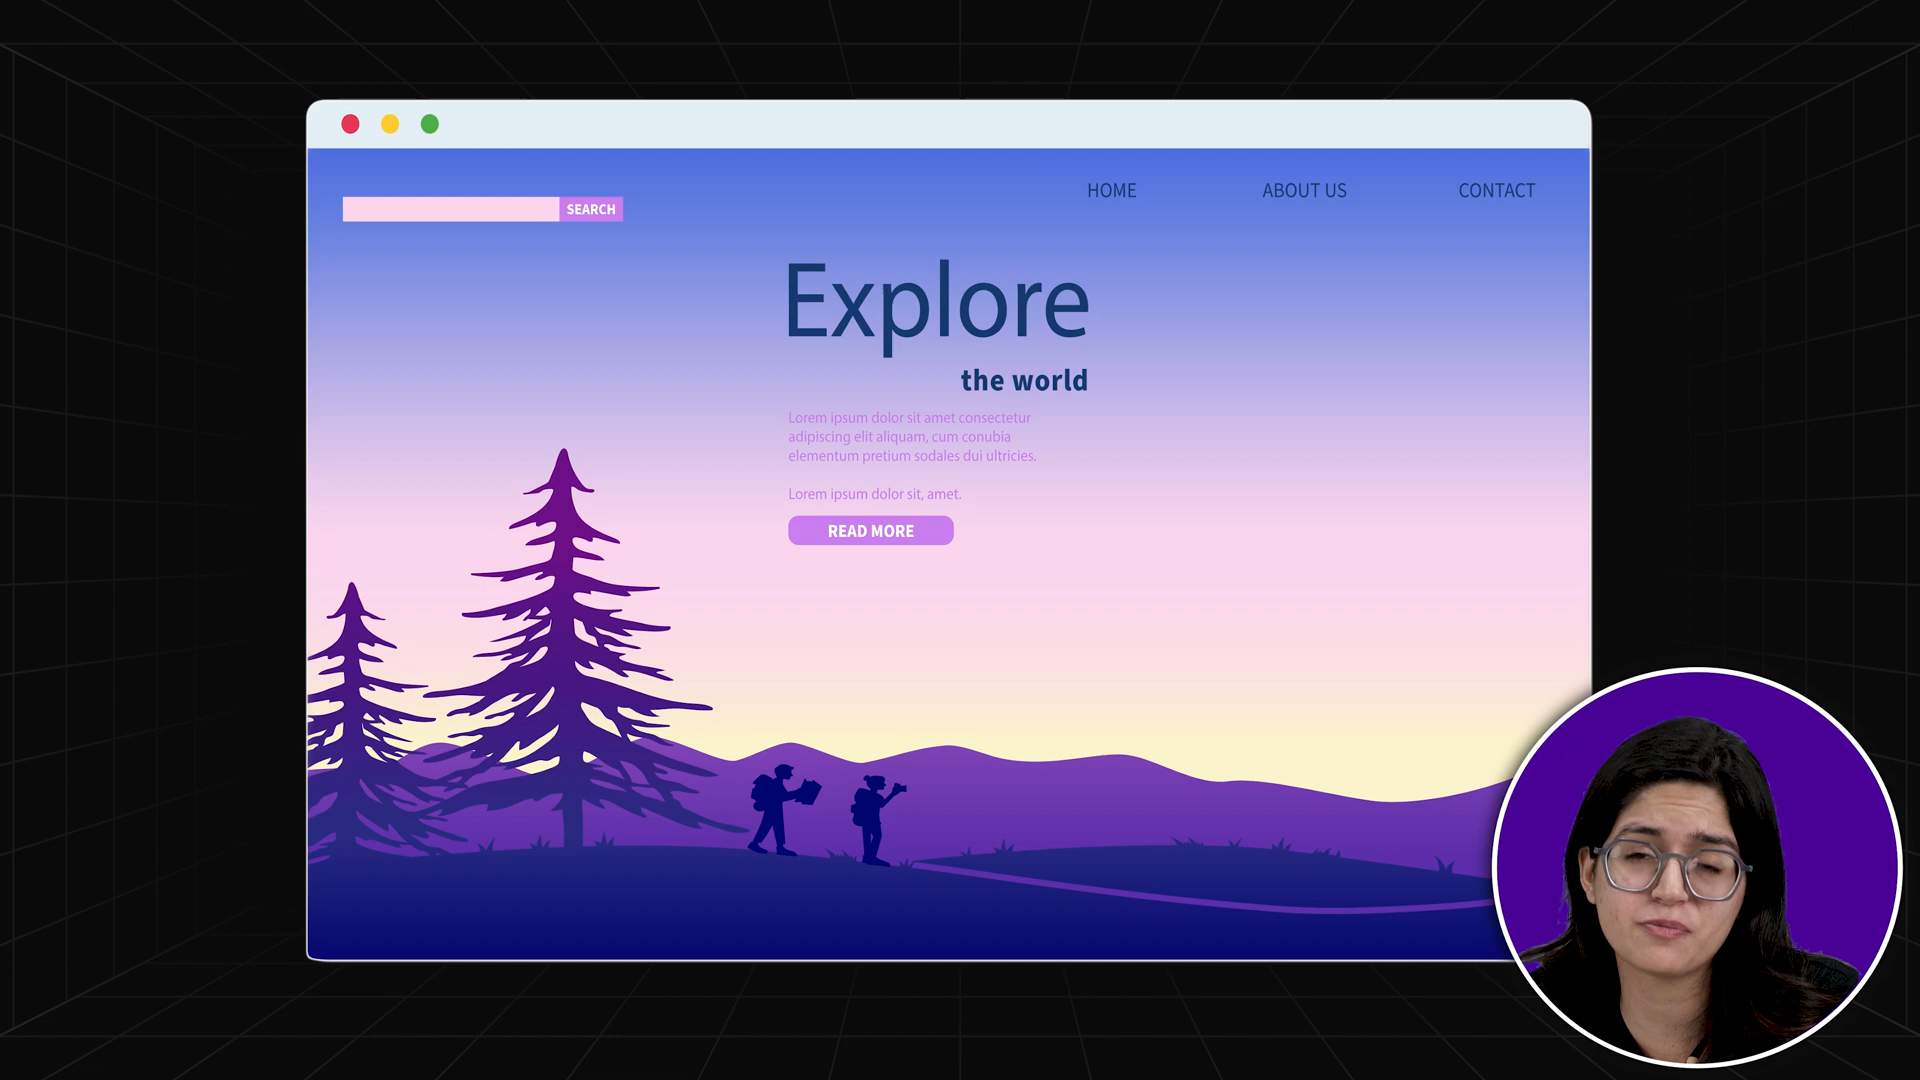 HOME ABOUT US CONTACT
SEARCH
Explore
the world
Lorem ipsum dolor sit amet consectetur
adipiscing elit aliquam, cum conubia
elementum pretium sodales dui ultricies.
Lorem ipsum dolor sit, amet.
READ MORE